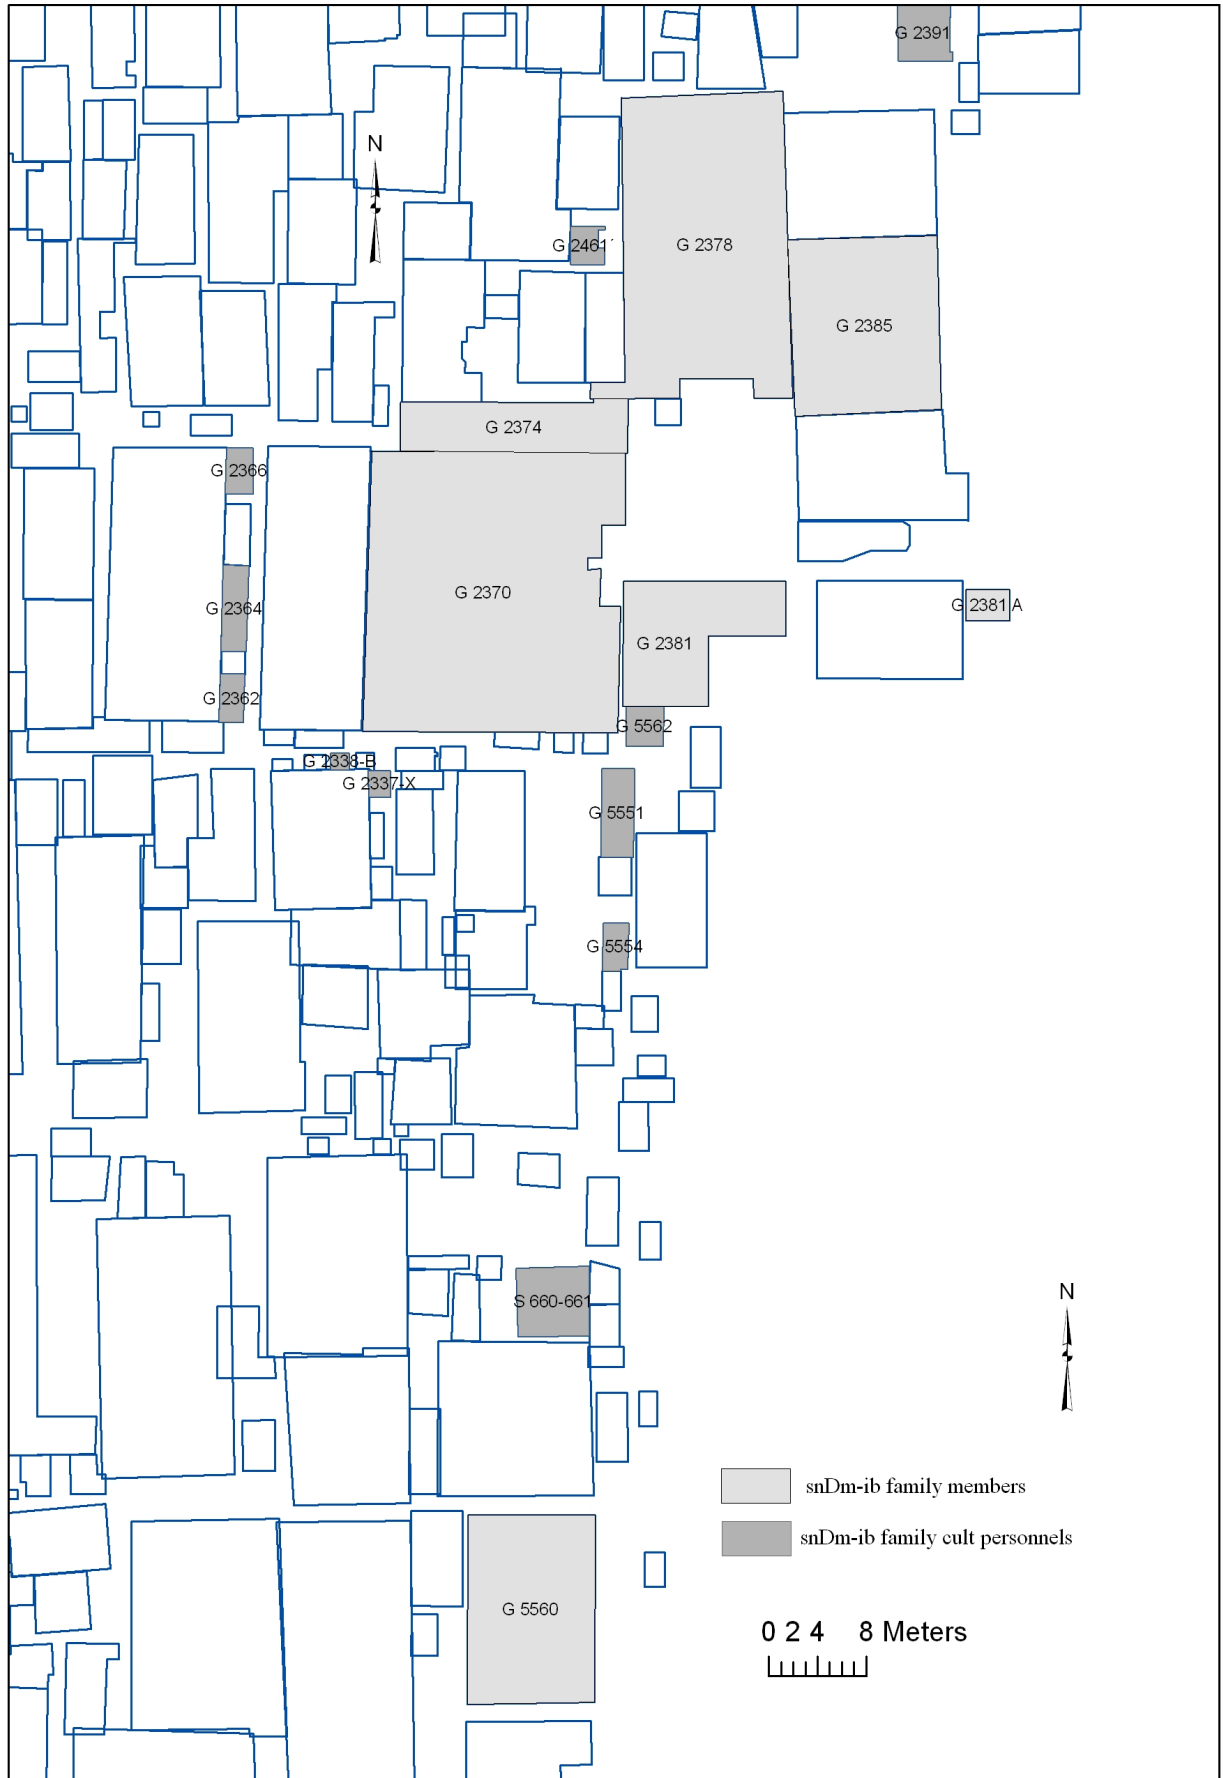 G 2391
N
G 2461
G 2378
G 2385
G 2374
G 2366
G 2370
G 2364
G 2381 A
G 2381
G 2362
G 5562
G 2338-B
G 2337-X
G 5551
G 5554
N
S 660-661
snDm-ib family members
snDm-ib family cult personnels
G 5560
0 2 4 8 Meters